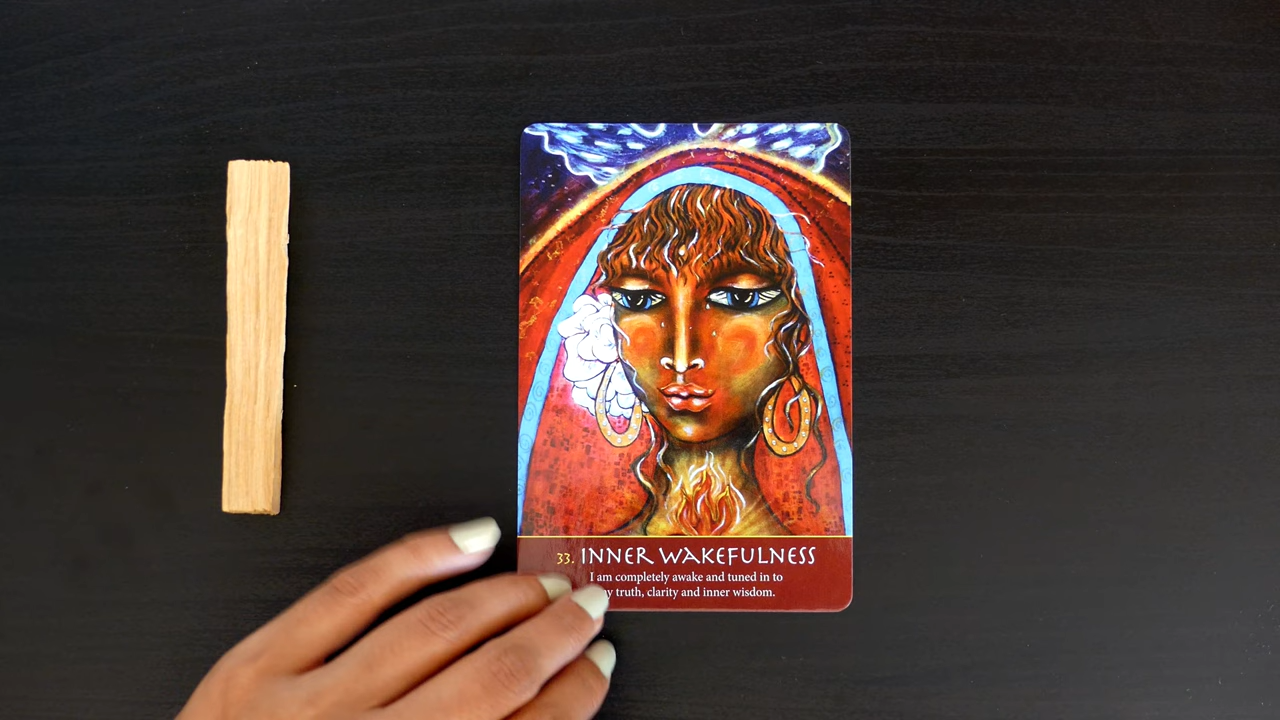 33. INNER WAKEFULNESS
I am completely awake and tuned in to
truth, clarity and inner wisdom.